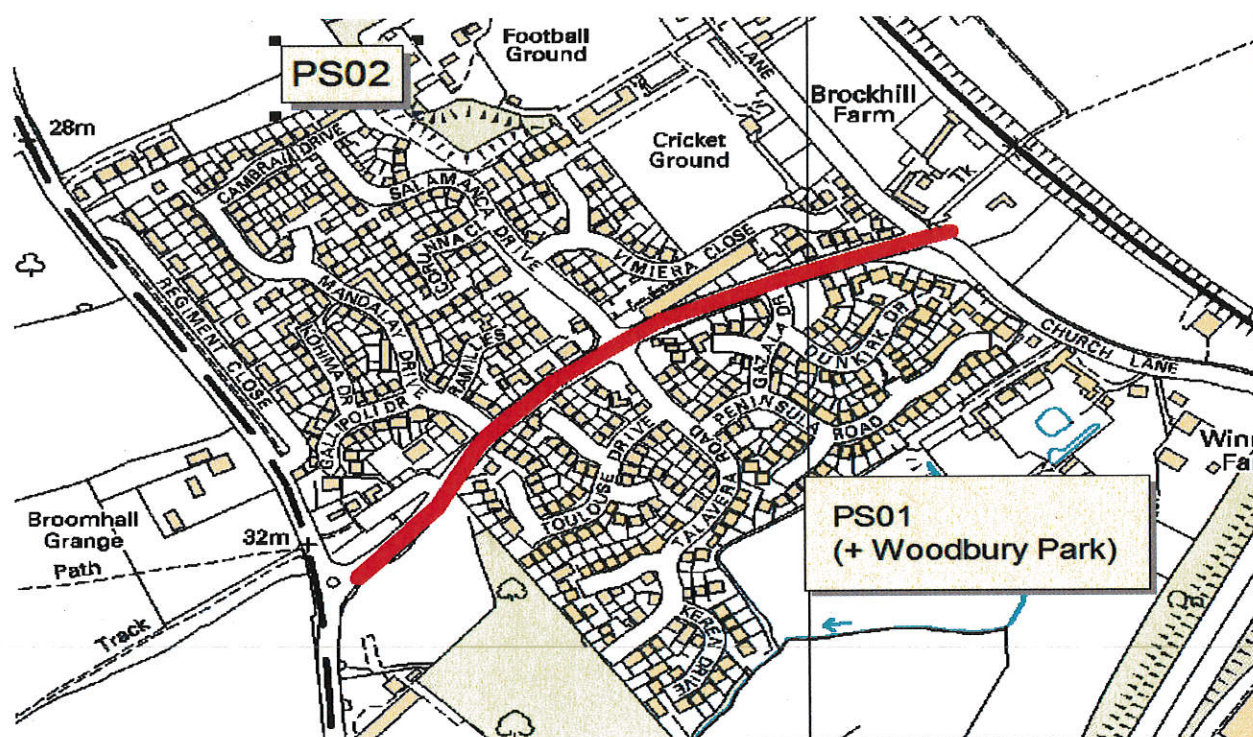 Football
Ground
PS02
LANE
Brockhill
Farm
28m
Cricket
Ground
CAMBRAI DRIVE
SALAMANCA DRIVE
CORUNNA CL
VIMIERA CLOSE
MANDALAY DRIVE
REGIMENT CLOSE
KOHIMA DR
RAMILLIES
GALLIPOLI DR
GAZALA DR
DUNKIRK DR
CHURCH LANE
PENINSULA ROAD
TOULOUSE DRIVE
TALAVERA ROAD
Broomhall
Grange
Path
32m
Track
PS01
(+ Woodbury Park)
KEREN DRIVE